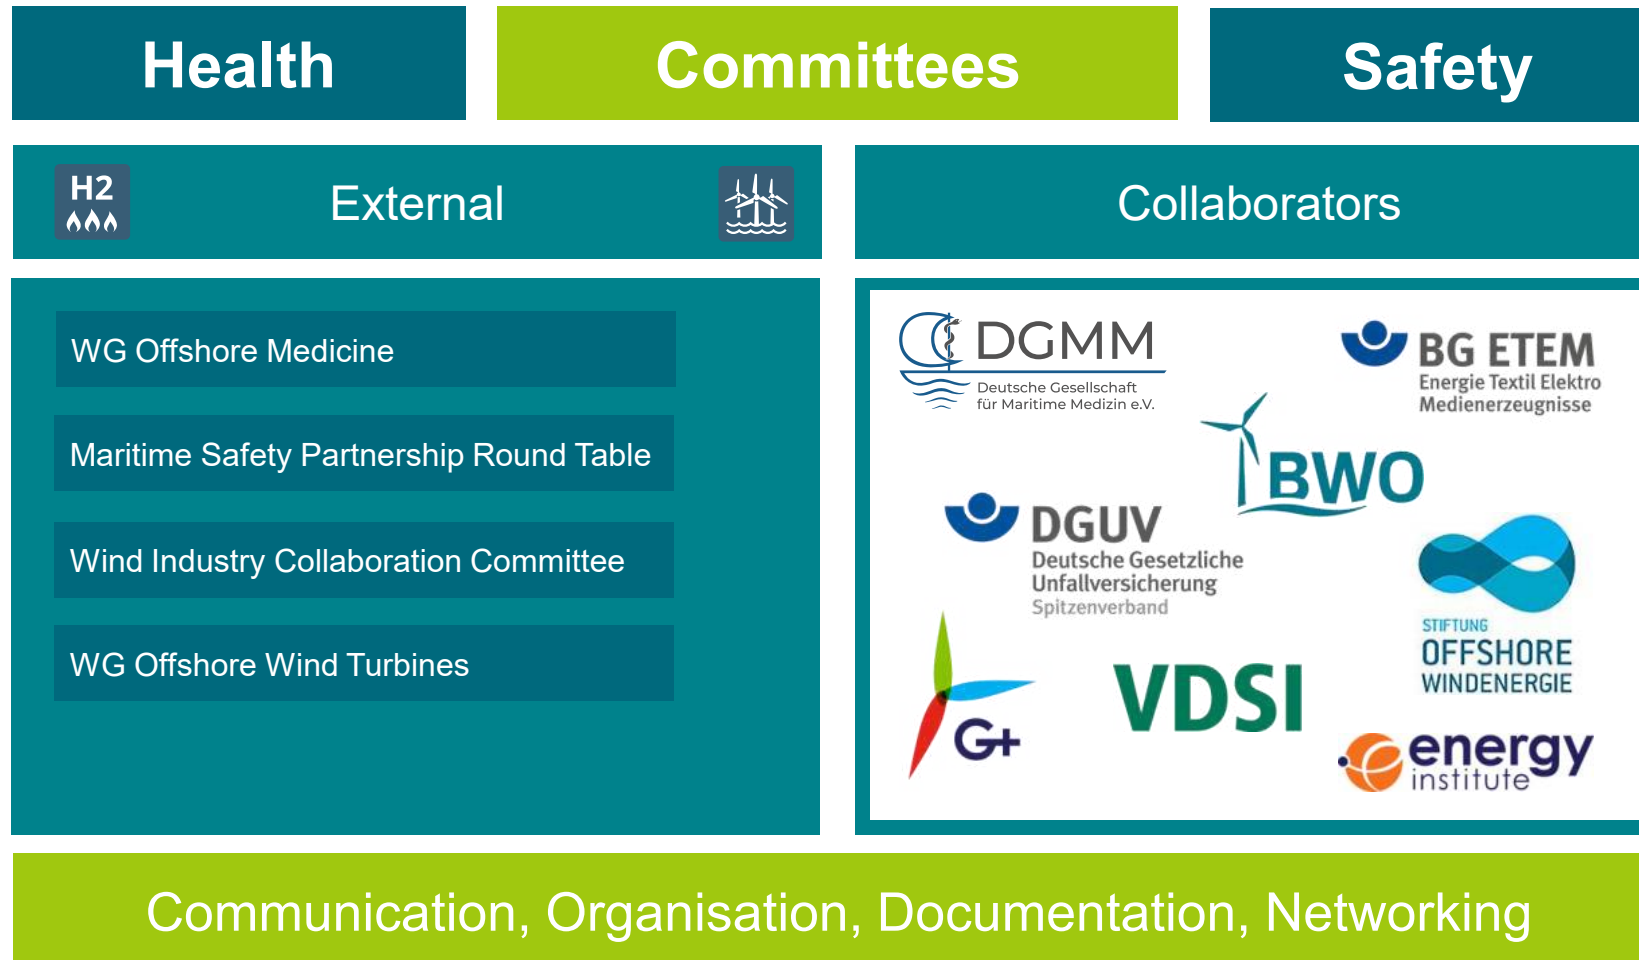 Health
Committees
Safety
H2
External
Collaborators
WG Offshore Medicine
Maritime Safety Partnership Round Table
Wind Industry Collaboration Committee
WG Offshore Wind Turbines
DGMM
Deutsche Gesellschaft
für Maritime Medizin e.V.
BG ETEM
Energie Textil Elektro
Medienerzeugnisse
BWO
DGUV
Deutsche Gesetzliche
Unfallversicherung
Spitzenverband
STIFTUNG
OFFSHORE
WINDENERGIE
G+
VDSI
energy
institute
Communication, Organisation, Documentation, Networking